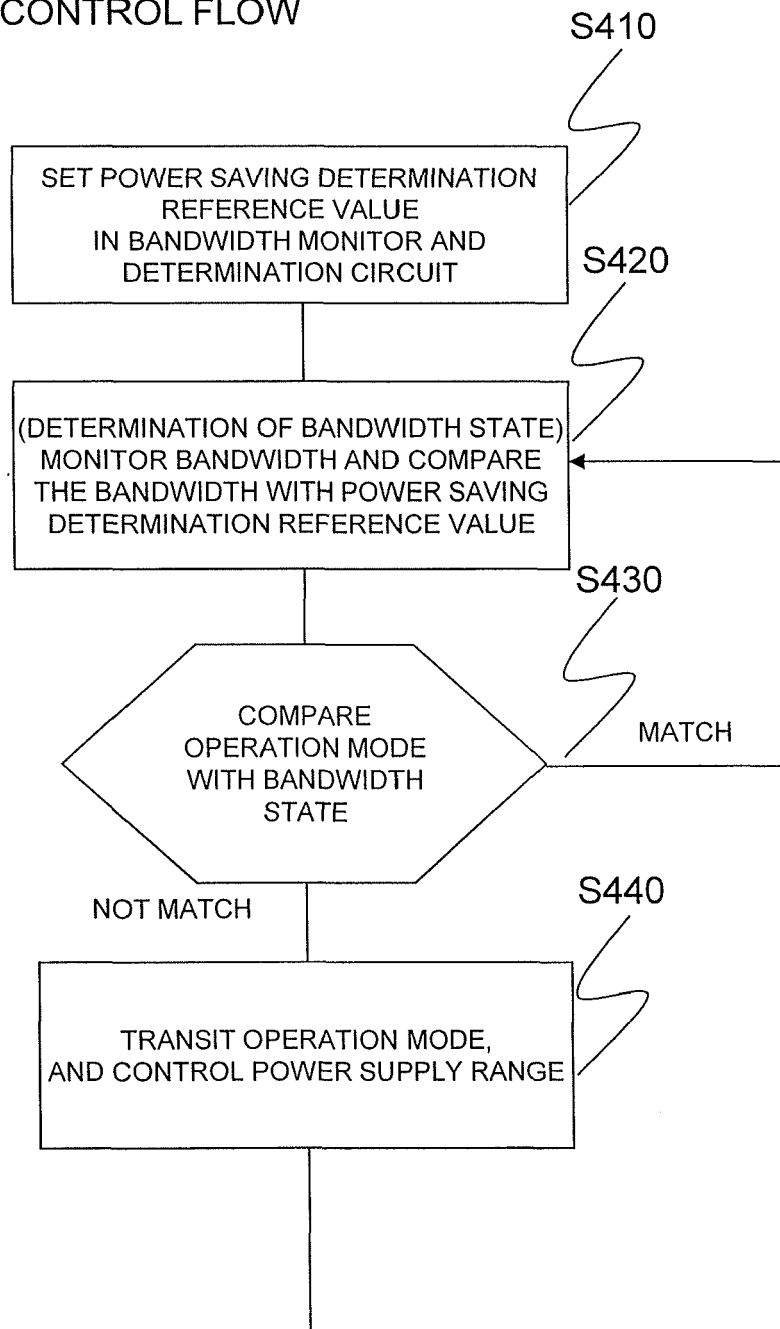 CONTROL FLOW
S410
SET POWER SAVING DETERMINATION
REFERENCE VALUE
IN BANDWIDTH MONITOR AND
DETERMINATION CIRCUIT
S420
(DETERMINATION OF BANDWIDTH STATE)
MONITOR BANDWIDTH AND COMPARE
THE BANDWIDTH WITH POWER SAVING
DETERMINATION REFERENCE VALUE
S430
COMPARE
OPERATION MODE
WITH BANDWIDTH
STATE
MATCH
NOT MATCH
S440
TRANSIT OPERATION MODE,
AND CONTROL POWER SUPPLY RANGE